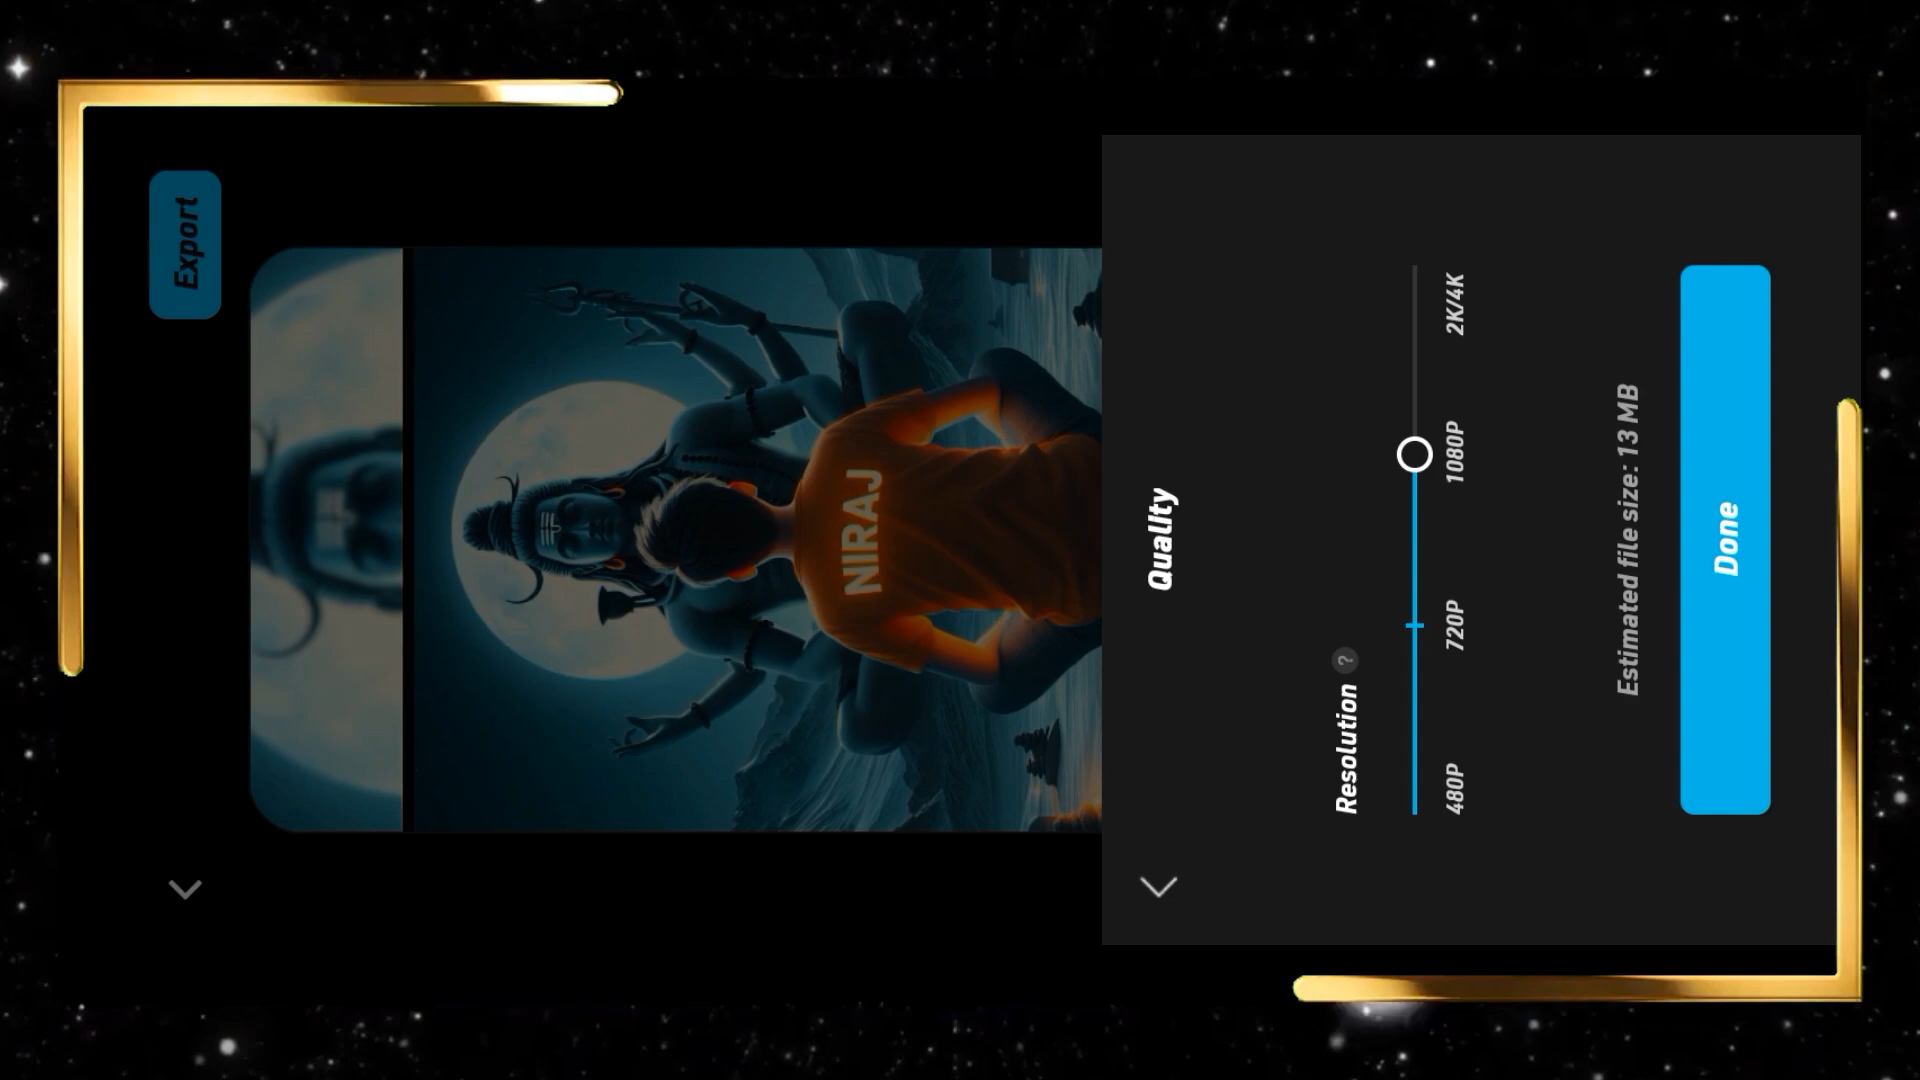 Export
NIRAJ
Quality
Resolution ?
480P 720P 1080P 2K/4K
Estimated file size: 13 MB
Done